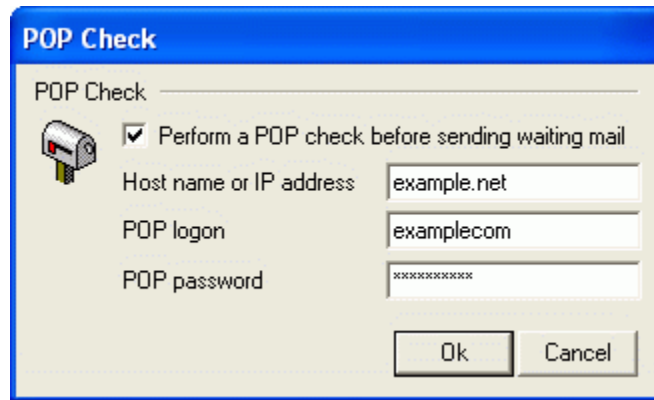 POP Check
POP Check
Perform a POP check before sending waiting mail
Host name or IP address example.net
POP logon examplecom
POP password **********
Ok Cancel